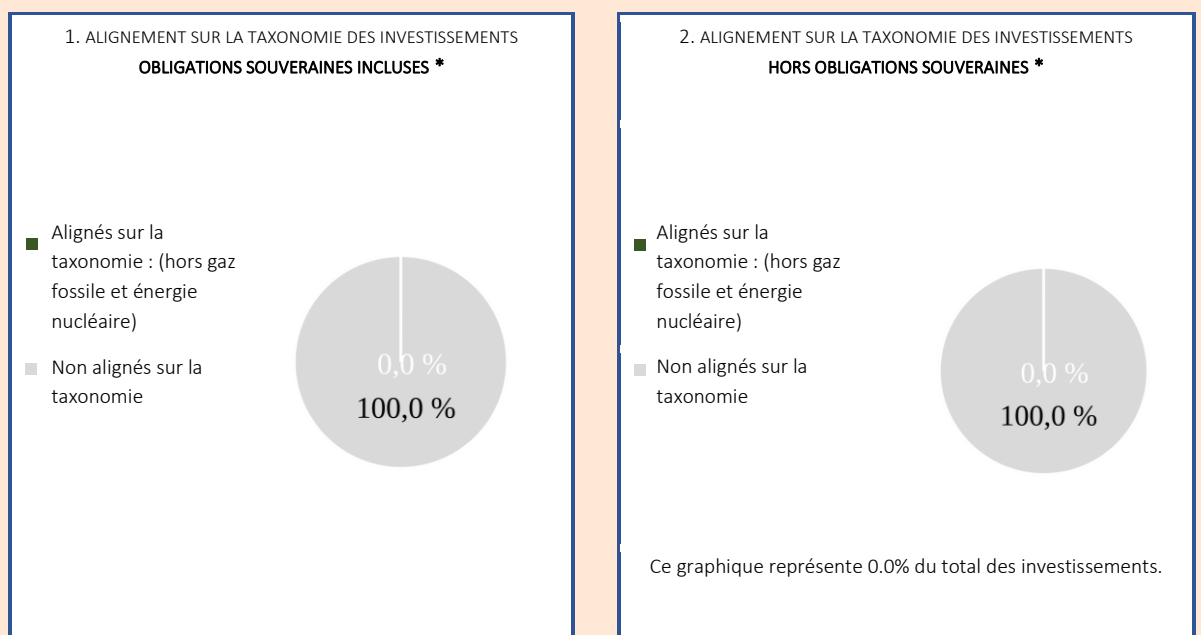 1. ALIGNEMENT SUR LA TAXONOMIE DES INVESTISSEMENTS
OBLIGATIONS SOUVERAINES INCLUSES *
Alignés sur la
taxonomie : (hors gaz
fossile et énergie
nucléaire)
Non alignés sur la
taxonomie
0,0 %
100,0 %
2. ALIGNEMENT SUR LA TAXONOMIE DES INVESTISSEMENTS
HORS OBLIGATIONS SOUVERAINES *
Alignés sur la
taxonomie : (hors gaz
fossile et énergie
nucléaire)
Non alignés sur la
taxonomie
0,0 %
100,0 %
Ce graphique représente 0.0% du total des investissements.